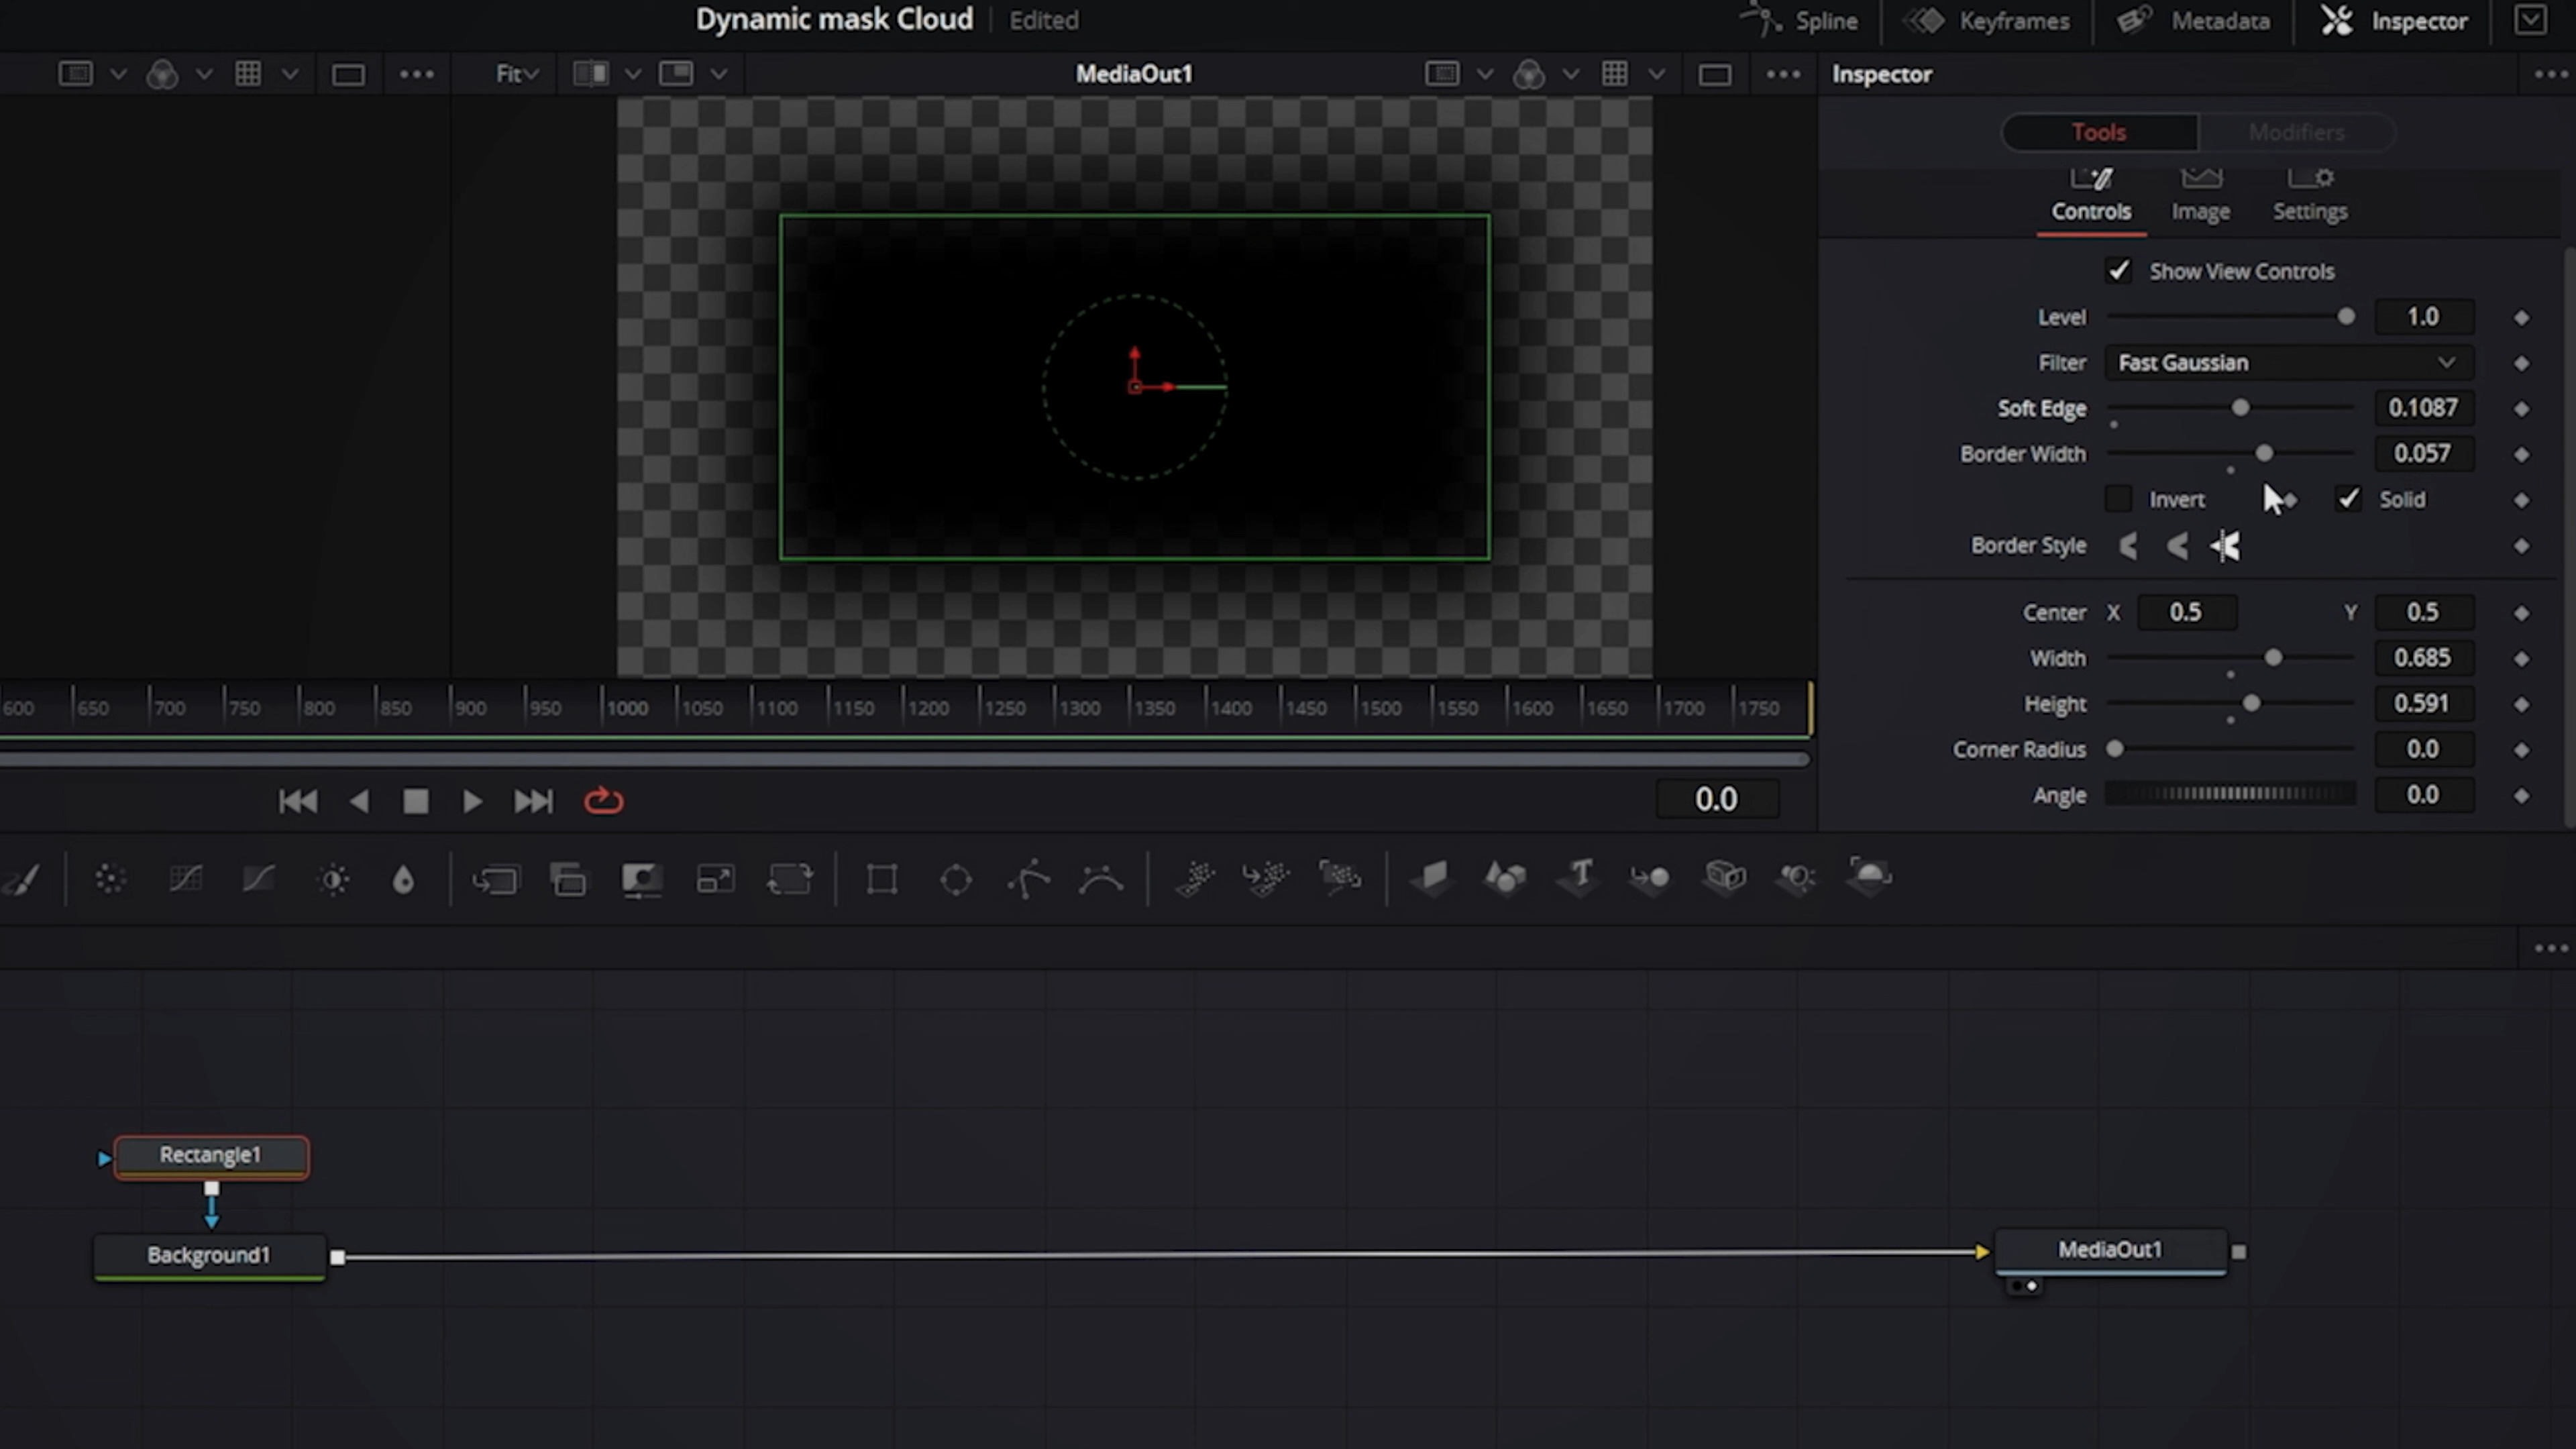 Dynamic mask Cloud Edited
Spline Keyframes Metadata Inspector
Fit MediaOut1 Inspector
Tools Modifiers
Controls Image Settings
Show View Controls
Level 1.0
Filter Fast Gaussian
Soft Edge 0.1087
Border Width 0.057
Invert Solid
Border Style
Center X 0.5 Y 0.5
Width 0.685
Height 0.591
Corner Radius 0.0
Angle 0.0
600 650 700 750 800 850 900 950 1000 1050 1100 1150 1200 1250 1300 1350 1400 1450 1500 1550 1600 1650 1700 1750
0.0
Rectangle1
Background1
MediaOut1